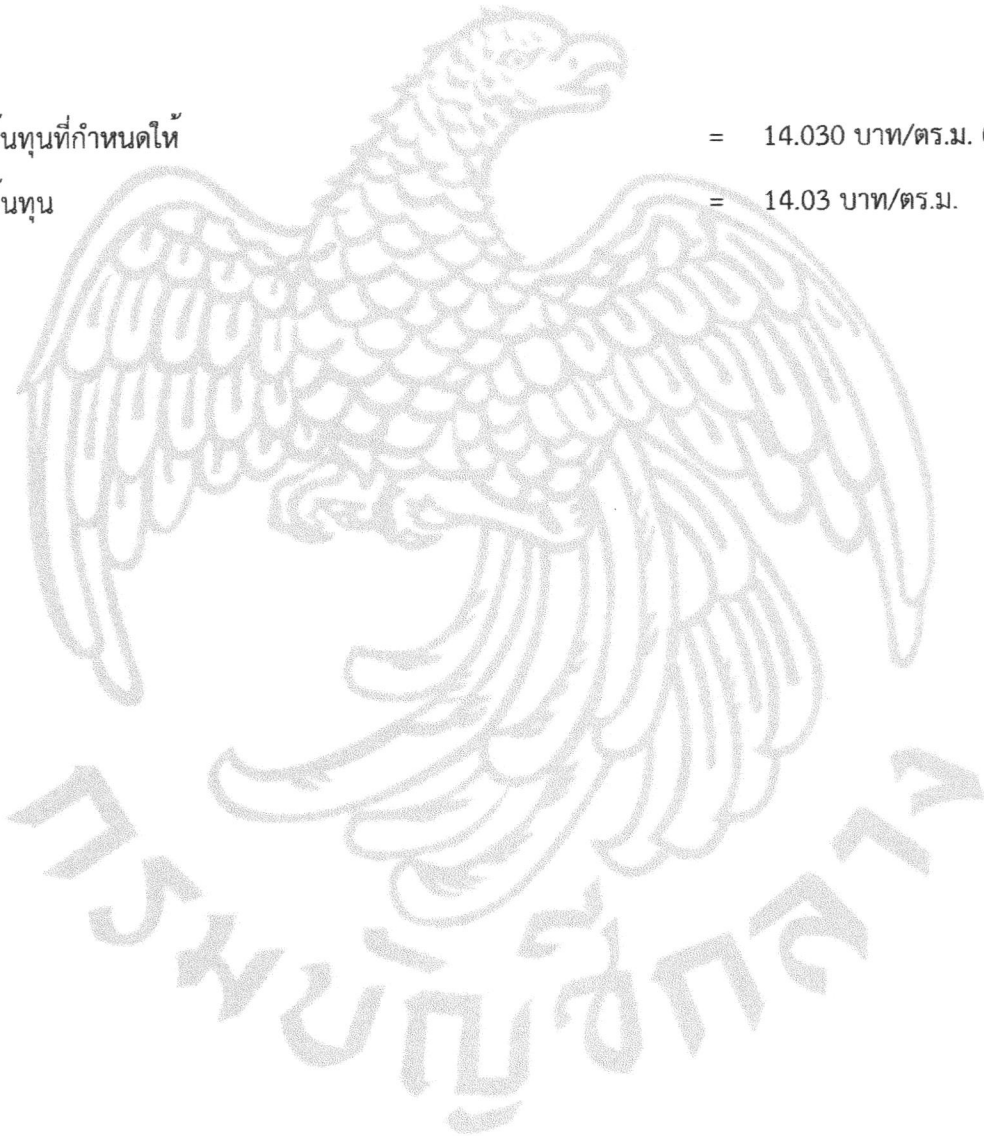 ้นทุนที่กำหนดให้ = 14.030 บาท/ตร.ม. (
้นทุน = 14.03 บาท/ตร.ม.
กรมบัญชีกลาง